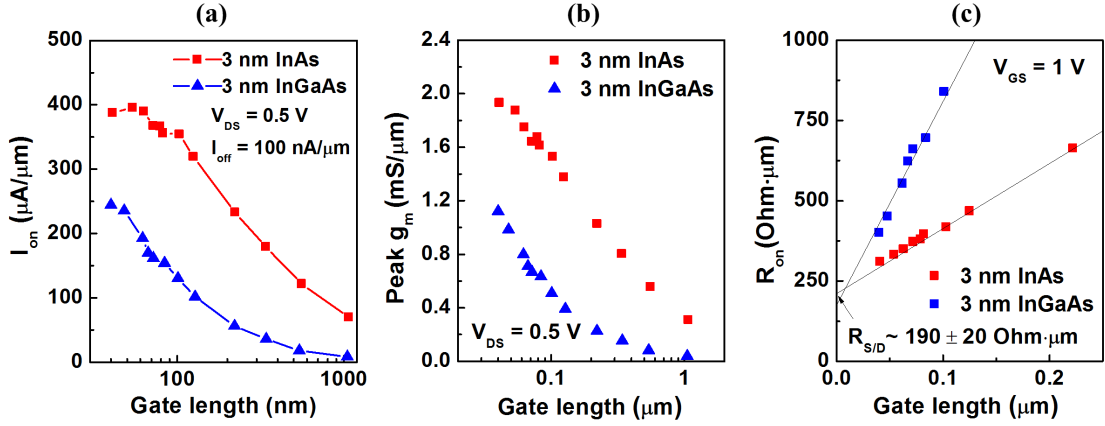 (a)
500
400
300
200
100
0
I_on (μA/μm)
3 nm InAs
3 nm InGaAs
V_DS = 0.5 V
I_off = 100 nA/μm
100
1000
Gate length (nm)
(b)
2.4
2.0
1.6
1.2
0.8
0.4
0.0
Peak g_m (mS/μm)
3 nm InAs
3 nm InGaAs
V_DS = 0.5 V
0.1
1
Gate length (μm)
(c)
1000
750
500
250
0
R_on (Ohm·μm)
V_GS = 1 V
3 nm InAs
3 nm InGaAs
R_S/D ~ 190 ± 20 Ohm·μm
0.0
0.1
0.2
Gate length (μm)